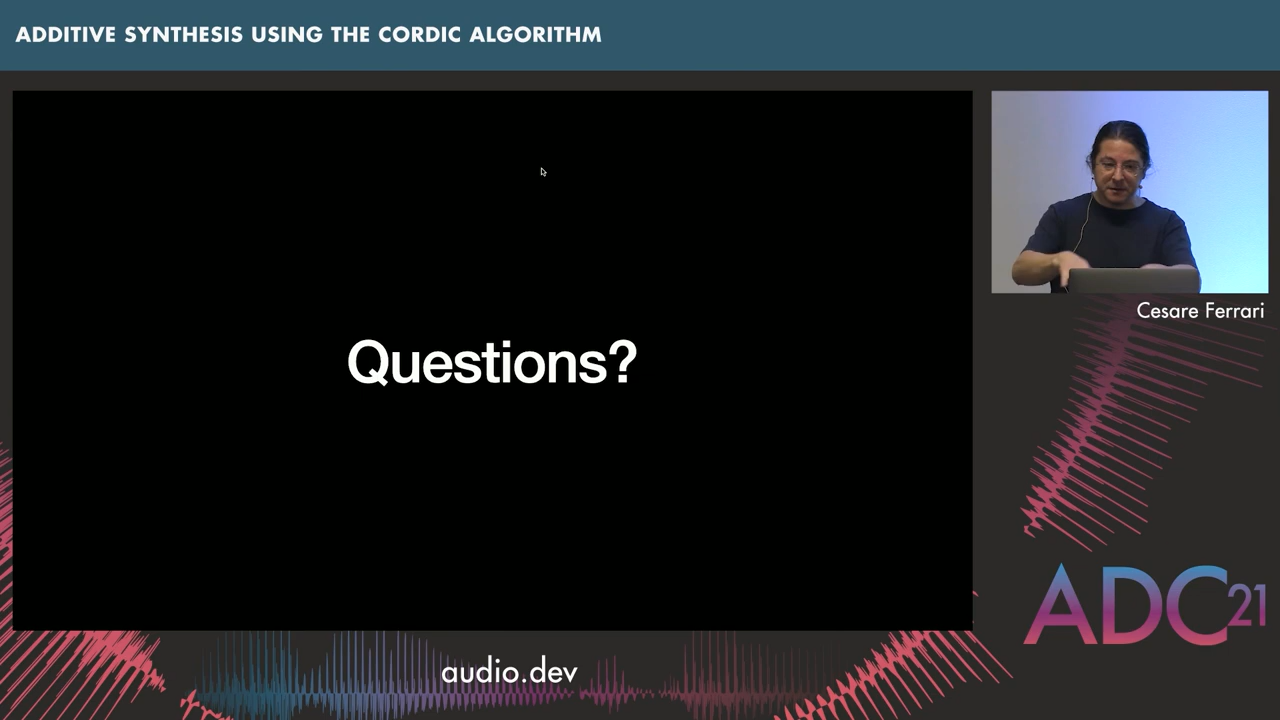 ADDITIVE SYNTHESIS USING THE CORDIC ALGORITHM
Questions?
Cesare Ferrari
ADC21
audio.dev